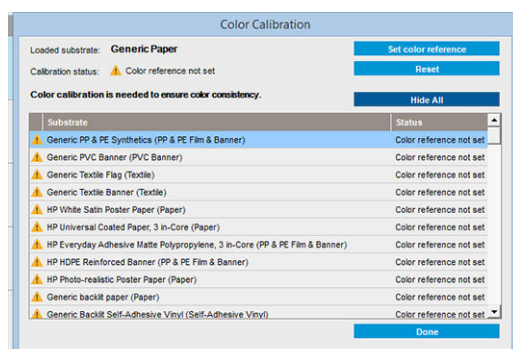 Color Calibration
Loaded substrate: Generic Paper
Set color reference
Calibration status: Color reference not set
Reset
Color calibration is needed to ensure color consistency.
Hide All
Substrate Status
Generic PP & PE Synthetics (PP & PE Film & Banner) Color reference not set
Generic PVC Banner (PVC Banner) Color reference not set
Generic Textile Flag (Textile) Color reference not set
Generic Textile Banner (Textile) Color reference not set
HP White Satin Poster Paper (Paper) Color reference not set
HP Universal Coated Paper, 3 in-Core (Paper) Color reference not set
HP Everyday Adhesive Matte Polypropylene, 3 in-Core (PP & PE Film & Banner) Color reference not set
HP HDPE Reinforced Banner (PP & PE Film & Banner) Color reference not set
HP Photo-realistic Poster Paper (Paper) Color reference not set
Generic backlit paper (Paper) Color reference not set
Generic Backlit Self-Adhesive Vinyl (Self-Adhesive Vinyl) Color reference not set
Done